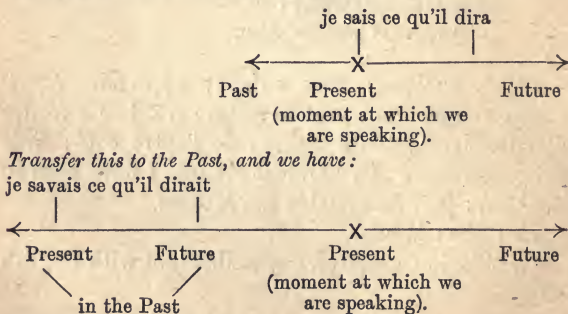 je sais ce qu'il dira
X
Past Present Future
(moment at which we
are speaking).
Transfer this to the Past, and we have:
je savais ce qu'il dirait
X
Present Future Present Future
(moment at which we
in the Past are speaking).